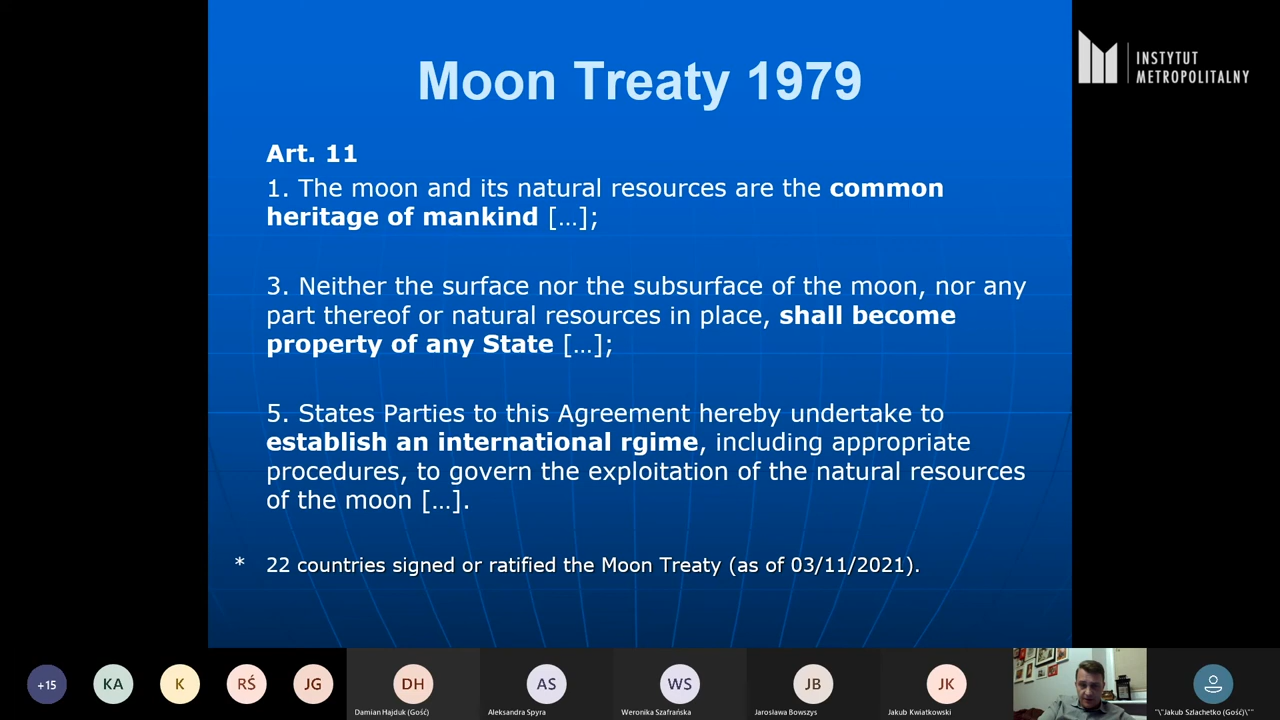 Moon Treaty 1979
INSTYTUT
METROPOLITALNY
Art. 11
1. The moon and its natural resources are the common
heritage of mankind […];
3. Neither the surface nor the subsurface of the moon, nor any
part thereof or natural resources in place, shall become
property of any State […];
5. States Parties to this Agreement hereby undertake to
establish an international rgime, including appropriate
procedures, to govern the exploitation of the natural resources
of the moon […].
* 22 countries signed or ratified the Moon Treaty (as of 03/11/2021).
+15
KA
K
RŚ
JG
DH
AS
WS
JB
JK
Damian Hajduk (Gość)
Aleksandra Spyra
Weronika Szafrańska
Jarosława Bowszys
Jakub Kwiatkowski
"\"Jakub Szlachetko (Gość)\""